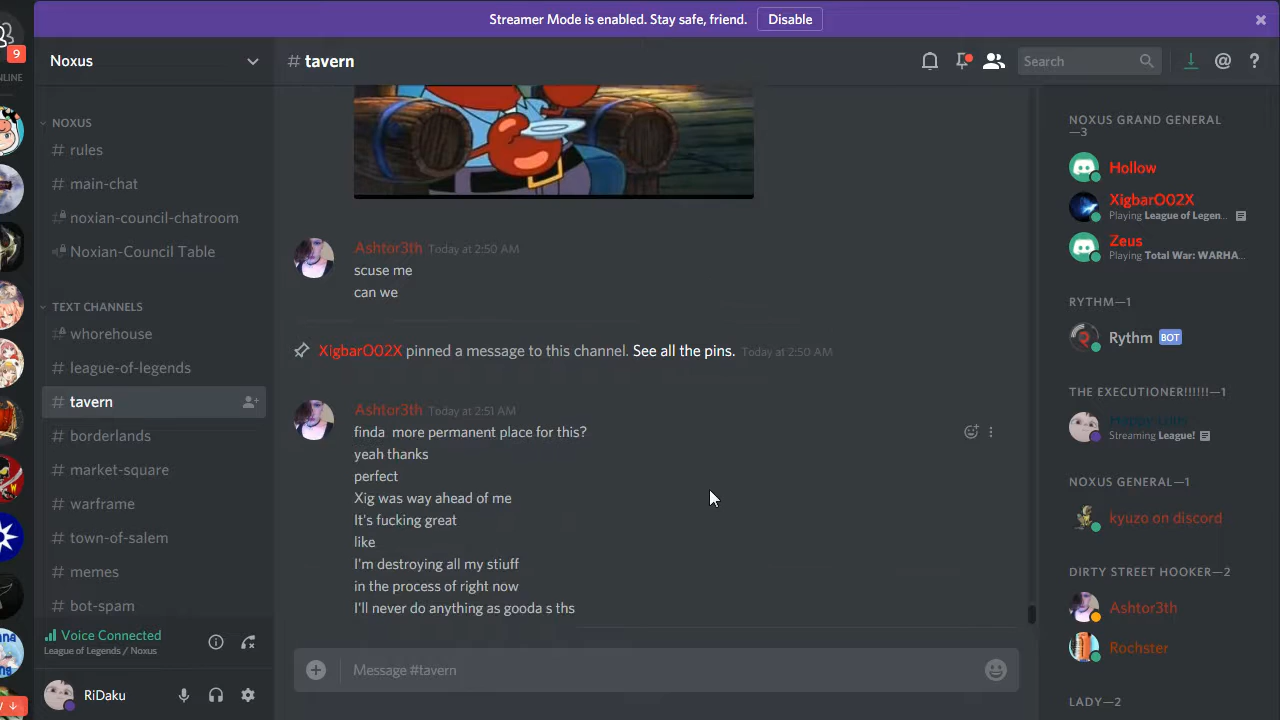 Streamer Mode is enabled. Stay safe, friend. Disable
9
Noxus
# tavern
Search
NOXUS
# rules
# main-chat
noxian-council-chatroom
Noxian-Council Table
TEXT CHANNELS
whorehouse
# league-of-legends
# tavern
# borderlands
# market-square
# warframe
# town-of-salem
# memes
# bot-spam
Voice Connected
League of Legends / Noxus
RiDaku
Ashtor3th Today at 2:50 AM
scuse me
can we
XigbarO02X pinned a message to this channel. See all the pins. Today at 2:50 AM
Ashtor3th Today at 2:51 AM
finda  more permanent place for this?
yeah thanks
perfect
Xig was way ahead of me
It's fucking great
like
I'm destroying all my stiuff
in the process of right now
I'll never do anything as gooda s ths
Message #tavern
NOXUS GRAND GENERAL
—3
Hollow
XigbarO02X
Playing League of Legen...
Zeus
Playing Total War: WARHA...
RYTHM—1
Rythm BOT
THE EXECUTIONER!!!!!!—1
Streaming League!
NOXUS GENERAL—1
kyuzo on discord
DIRTY STREET HOOKER—2
Ashtor3th
Rochster
LADY—2